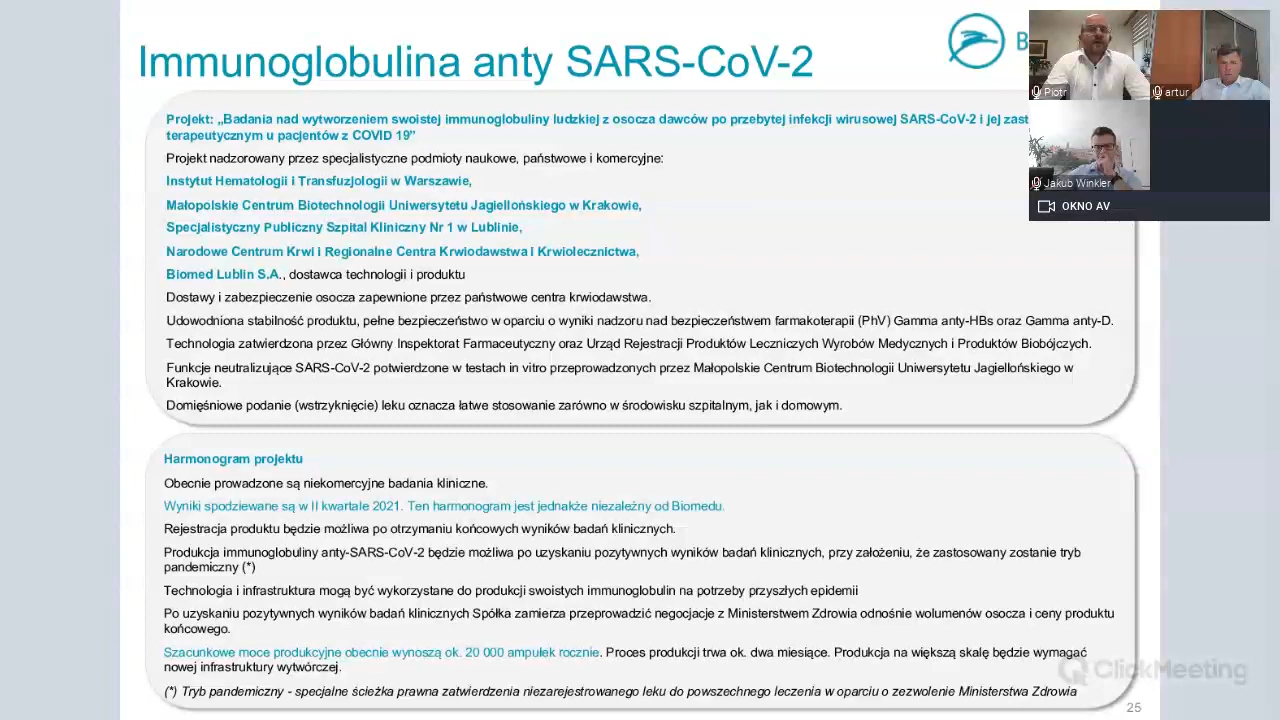 Immunoglobulina anty SARS-CoV-2
B
Piotr
artur
Jakub Winkler
OKNO AV
Projekt: „Badania nad wytworzeniem swoistej immunoglobuliny ludzkiej z osocza dawców po przebytej infekcji wirusowej SARS-CoV-2 i jej zast
terapeutycznym u pacjentów z COVID 19”
Projekt nadzorowany przez specjalistyczne podmioty naukowe, państwowe i komercyjne:
Instytut Hematologii i Transfuzjologii w Warszawie,
Małopolskie Centrum Biotechnologii Uniwersytetu Jagiellońskiego w Krakowie,
Specjalistyczny Publiczny Szpital Kliniczny Nr 1 w Lublinie,
Narodowe Centrum Krwi i Regionalne Centra Krwiodawstwa i Krwiolecznictwa,
Biomed Lublin S.A., dostawca technologii i produktu
Dostawy i zabezpieczenie osocza zapewnione przez państwowe centra krwiodawstwa.
Udowodniona stabilność produktu, pełne bezpieczeństwo w oparciu o wyniki nadzoru nad bezpieczeństwem farmakoterapii (PhV) Gamma anty-HBs oraz Gamma anty-D.
Technologia zatwierdzona przez Główny Inspektorat Farmaceutyczny oraz Urząd Rejestracji Produktów Leczniczych Wyrobów Medycznych i Produktów Biobójczych.
Funkcje neutralizujące SARS-CoV-2 potwierdzone w testach in vitro przeprowadzonych przez Małopolskie Centrum Biotechnologii Uniwersytetu Jagiellońskiego w
Krakowie.
Domięśniowe podanie (wstrzyknięcie) leku oznacza łatwe stosowanie zarówno w środowisku szpitalnym, jak i domowym.
Harmonogram projektu
Obecnie prowadzone są niekomercyjne badania kliniczne.
Wyniki spodziewane są w II kwartale 2021. Ten harmonogram jest jednakże niezależny od Biomedu.
Rejestracja produktu będzie możliwa po otrzymaniu końcowych wyników badań klinicznych.
Produkcja immunoglobuliny anty-SARS-CoV-2 będzie możliwa po uzyskaniu pozytywnych wyników badań klinicznych, przy założeniu, że zastosowany zostanie tryb
pandemiczny (*)
Technologia i infrastruktura mogą być wykorzystane do produkcji swoistych immunoglobulin na potrzeby przyszłych epidemii
Po uzyskaniu pozytywnych wyników badań klinicznych Spółka zamierza przeprowadzić negocjacje z Ministerstwem Zdrowia odnośnie wolumenów osocza i ceny produktu
końcowego.
Szacunkowe moce produkcyjne obecnie wynoszą ok. 20 000 ampułek rocznie. Proces produkcji trwa ok. dwa miesiące. Produkcja na większą skalę będzie wymagać
nowej infrastruktury wytwórczej.
(*) Tryb pandemiczny - specjalne ścieżka prawna zatwierdzenia niezarejestrowanego leku do powszechnego leczenia w oparciu o zezwolenie Ministerstwa Zdrowia
ClickMeeting
25